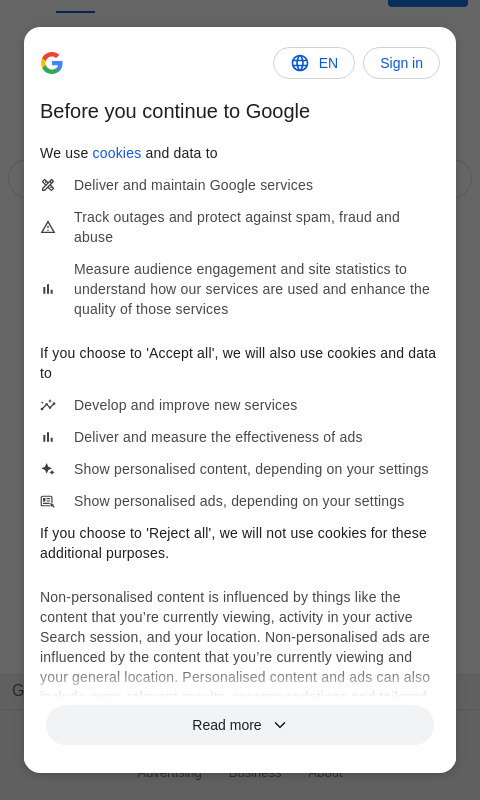 EN
Sign in
Before you continue to Google
We use cookies and data to
Deliver and maintain Google services
Track outages and protect against spam, fraud and
abuse
Measure audience engagement and site statistics to
understand how our services are used and enhance the
quality of those services
If you choose to 'Accept all', we will also use cookies and data
to
Develop and improve new services
Deliver and measure the effectiveness of ads
Show personalised content, depending on your settings
Show personalised ads, depending on your settings
If you choose to 'Reject all', we will not use cookies for these
additional purposes.
Non-personalised content is influenced by things like the
content that you’re currently viewing, activity in your active
Search session, and your location. Non-personalised ads are
influenced by the content that you’re currently viewing and
your general location. Personalised content and ads can also
include more relevant results, recommendations and tailored
G
Read more
Advertising Business About